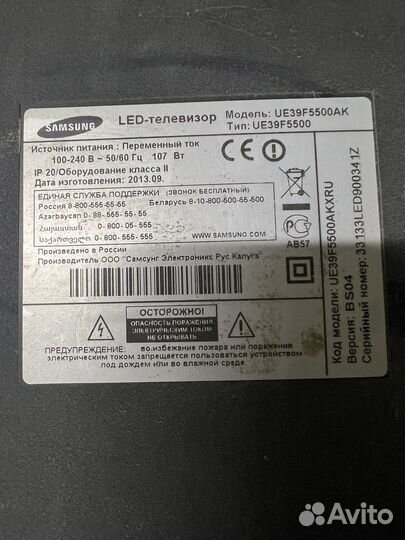 SAMSUNG
LED-телевизор
Модель: UE39F5500AK
Тип: UE39F5500
Источник питания : Переменный ток
100-240 В ~ 50/60 Гц 107 Вт
IP 20/Оборудование класса II
Дата изготовления: 2013.09.
ЕДИНАЯ СЛУЖБА ПОДДЕРЖКИ (ЗВОНОК БЕСПЛАТНЫЙ)
Россия 8-800-555-55-55 Беларусь 8-10-800-500-55-500
Azərbaycan 0-88-555-55-55
Հայաստան 0-800-05-555
საქართველო 0-800-555-555
WWW.SAMSUNG.COM
Произведено в России
Производитель: ООО "Самсунг Электроникс Рус Калуга"
CE
АВ57
ОСТОРОЖНО!
ОПАСНОСТЬ ПОРАЖЕНИЯ
ЭЛЕКТРИЧЕСКИМ ТОКОМ
НЕ ОТКРЫВАТЬ
ПРЕДУПРЕЖДЕНИЕ: во-избежание пожара или поражения
электрическим током запрещается пользоваться устройством
под дождем или во влажной среде.
Код модели: UE39F5500AKXRU
Версия: BS04
Серийный номер: 331133LED900341Z
Avito